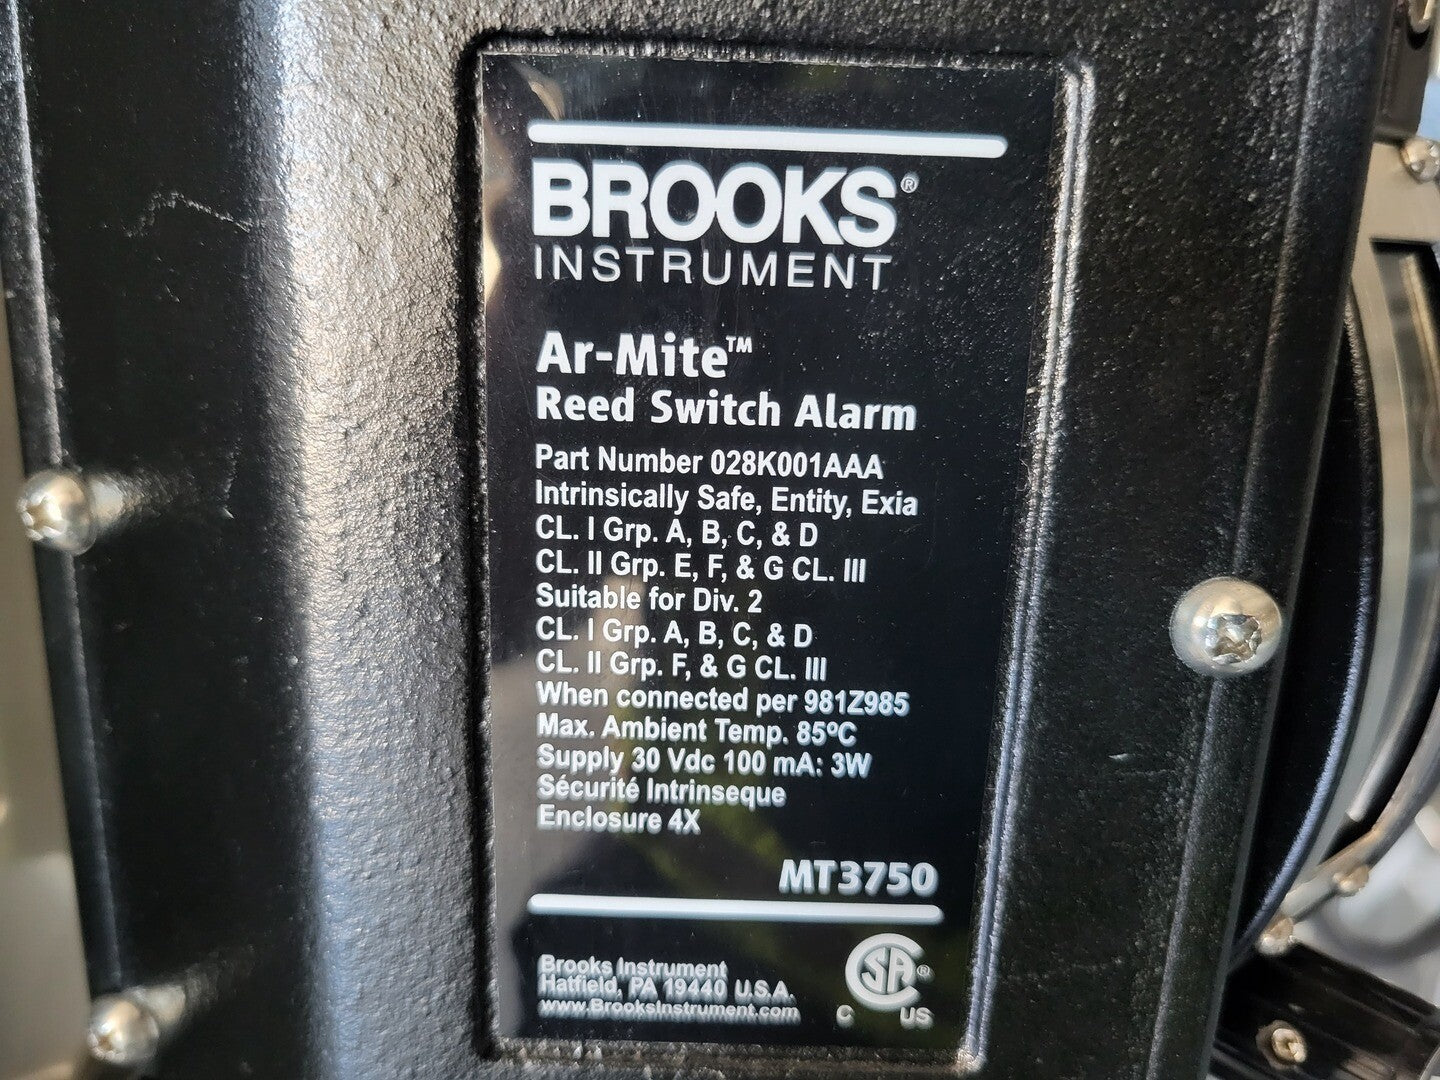 BROOKS®
INSTRUMENT
Ar-Mite™
Reed Switch Alarm
Part Number 028K001AAA
Intrinsically Safe, Entity, Exia
CL. I Grp. A, B, C, & D
CL. II Grp. E, F, & G CL. III
Suitable for Div. 2
CL. I Grp. A, B, C, & D
CL. II Grp. F, & G CL. III
When connected per 981Z985
Max. Ambient Temp. 85ºC
Supply 30 Vdc 100 mA: 3W
Sécurité Intrinseque
Enclosure 4X
MT3750
Brooks Instrument
Hatfield, PA 19440 U.S.A.
www.BrooksInstrument.com
CSA®
C US